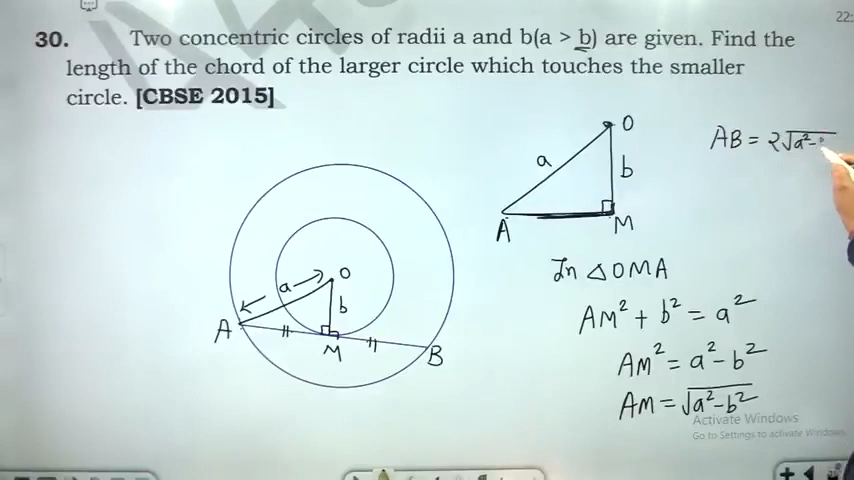 22:
30. Two concentric circles of radii a and b(a > b) are given. Find the
length of the chord of the larger circle which touches the smaller
circle. [CBSE 2015]
O
a
b
A
M
AB = 2√a²-
O
a
b
A
M
B
In △OMA
AM² + b² = a²
AM² = a² - b²
AM = √a²-b²
Activate Windows
Go to Settings to activate Windows.